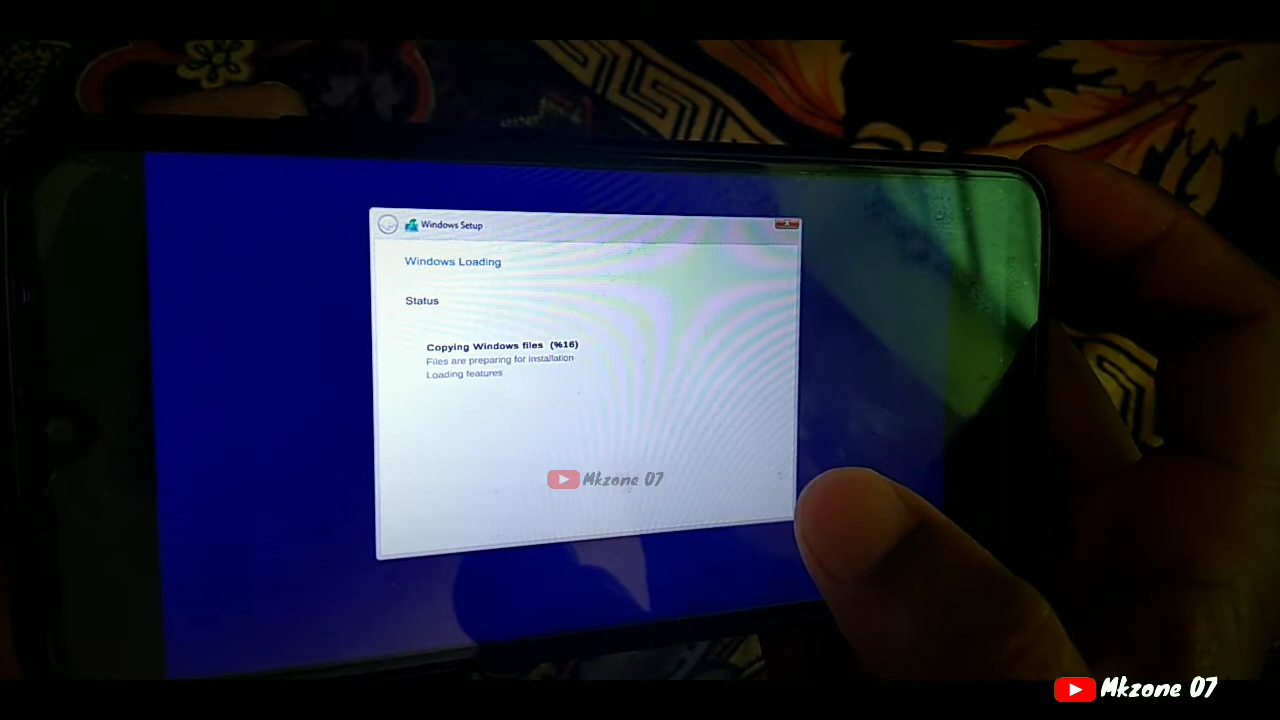 Windows Setup
Windows Loading
Status
Copying Windows files (%16)
Files are preparing for installation
Loading features
Mkzone 07
Mkzone 07